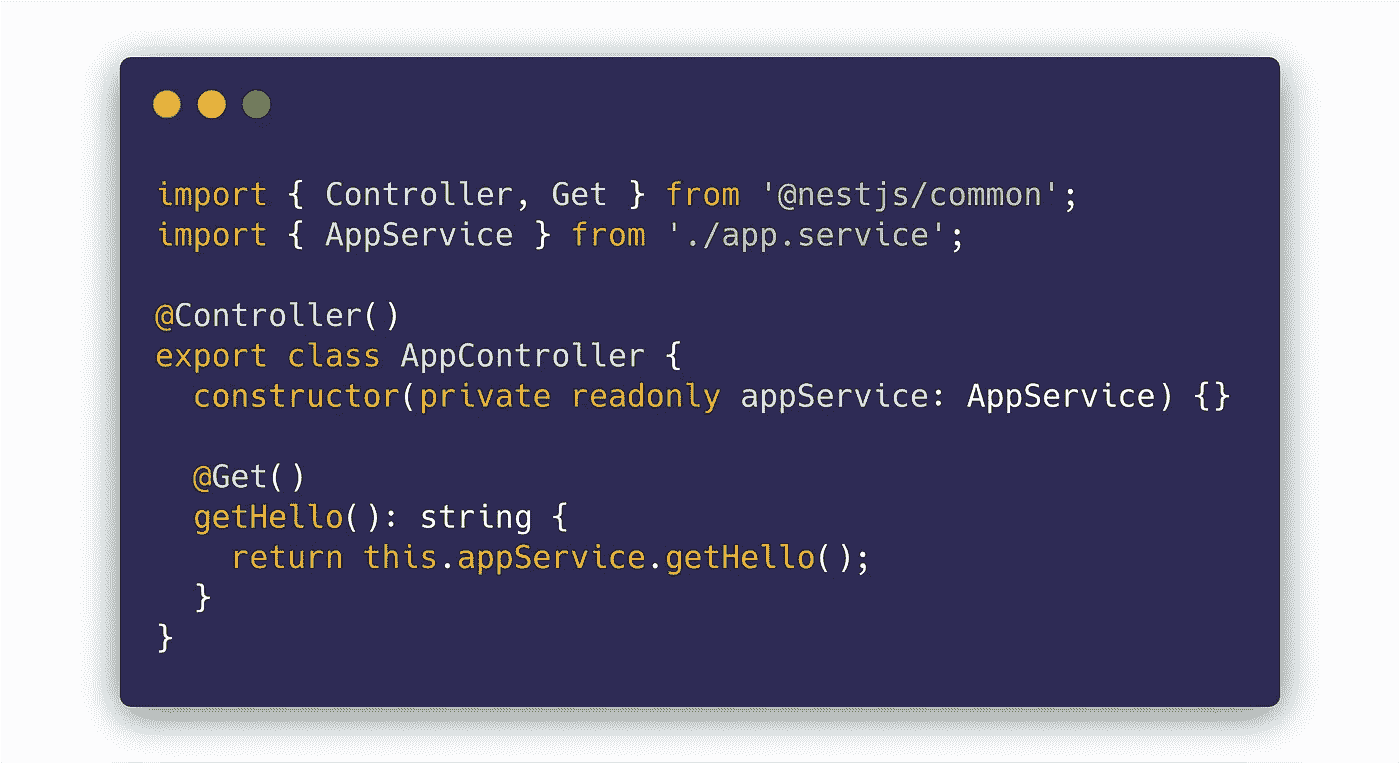 import { Controller, Get } from '@nestjs/common';
import { AppService } from './app.service';

@Controller()
export class AppController {
  constructor(private readonly appService: AppService) {}

  @Get()
  getHello(): string {
    return this.appService.getHello();
  }
}